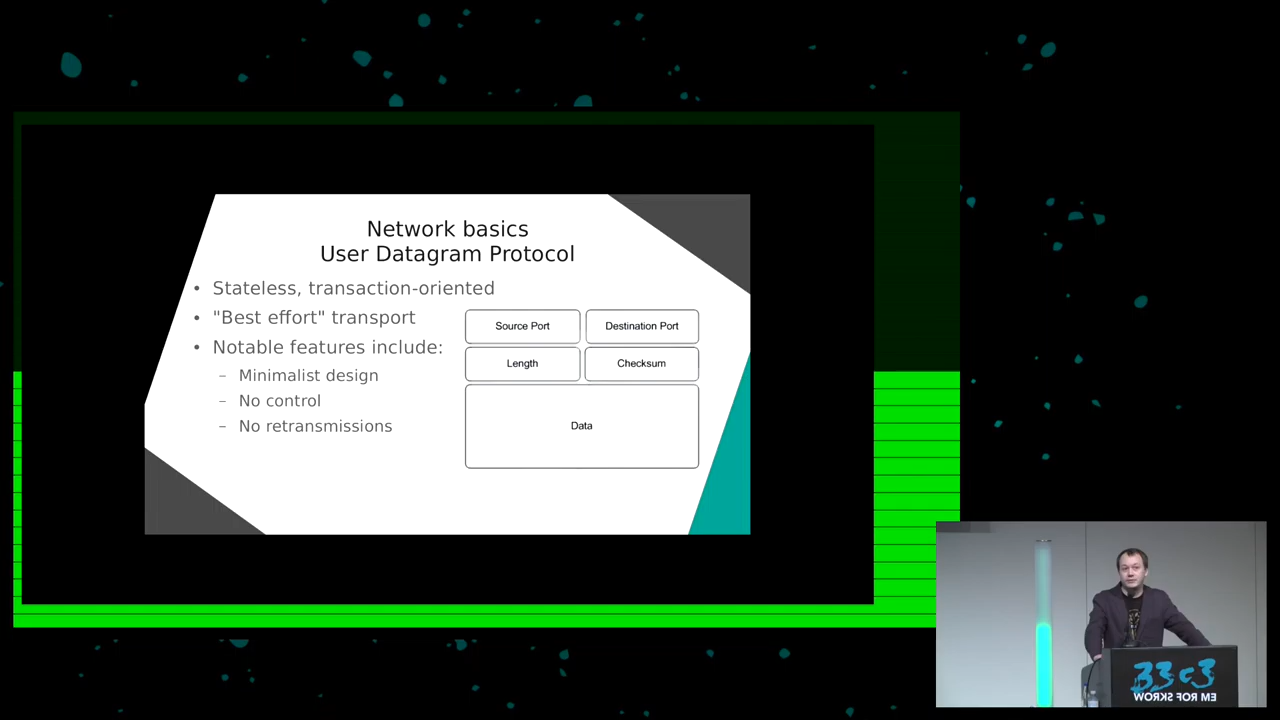 Network basics
User Datagram Protocol
• Stateless, transaction-oriented
• "Best effort" transport
• Notable features include:
– Minimalist design
– No control
– No retransmissions
Source Port
Destination Port
Length
Checksum
Data
33c3
WORKS FOR ME